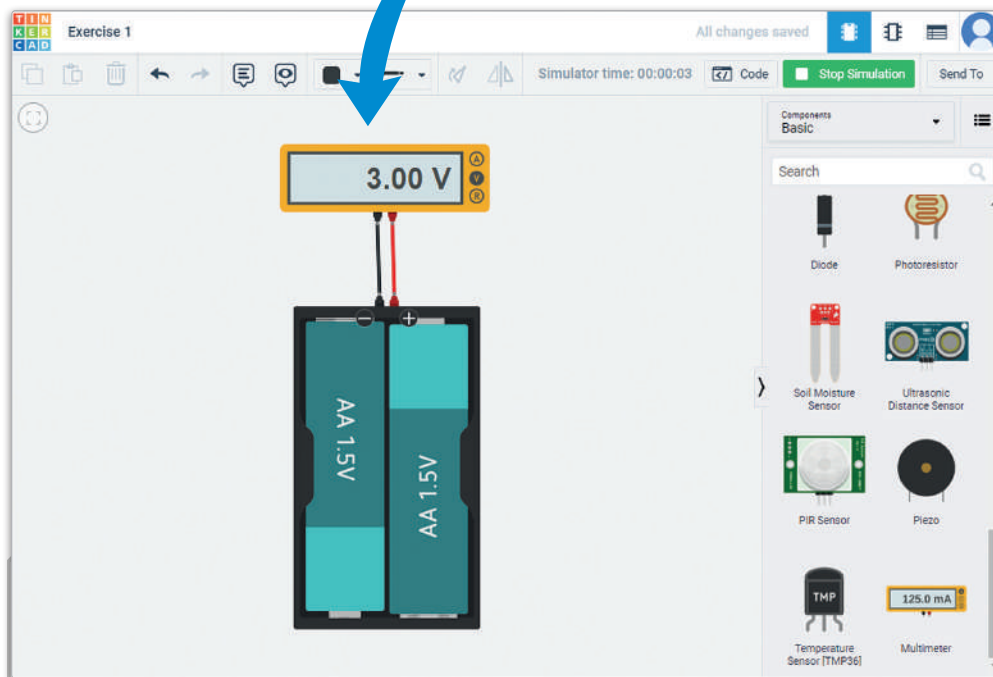 TIN
KER
CAD
Exercise 1
All changes saved
Simulator time: 00:00:03
Code
Stop Simulation
Send To
Components
Basic
Search
3.00 V
A
V
R
Diode
Photoresistor
AA 1.5V
AA 1.5V
Soil Moisture
Sensor
Ultrasonic
Distance Sensor
PIR Sensor
Piezo
TMP
125.0 mA
Temperature
Sensor [TMP36]
Multimeter